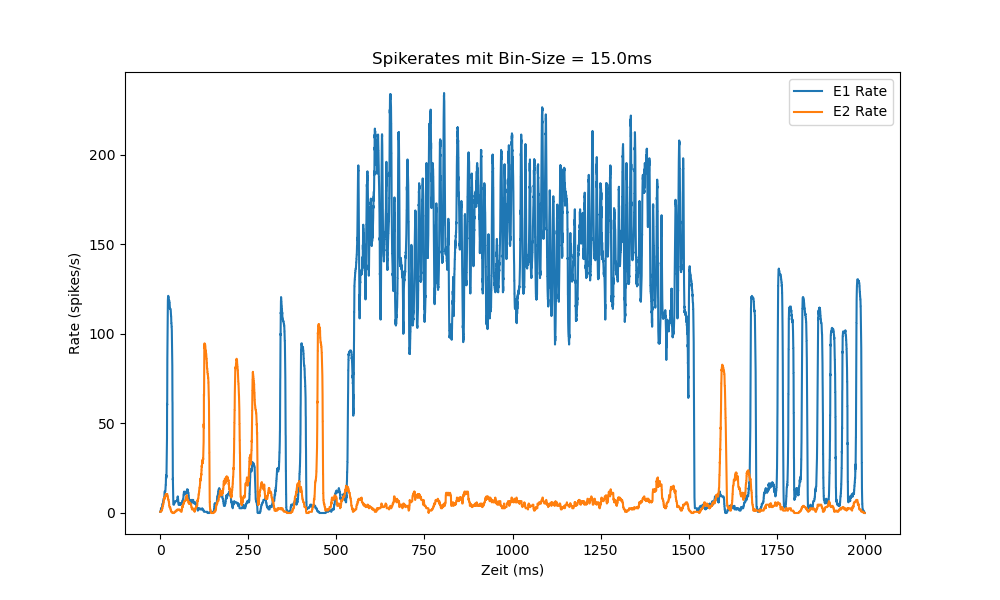 Spikerates mit Bin-Size = 15.0ms
E1 Rate
E2 Rate
Rate (spikes/s)
200
150
100
50
0
0 250 500 750 1000 1250 1500 1750 2000
Zeit (ms)